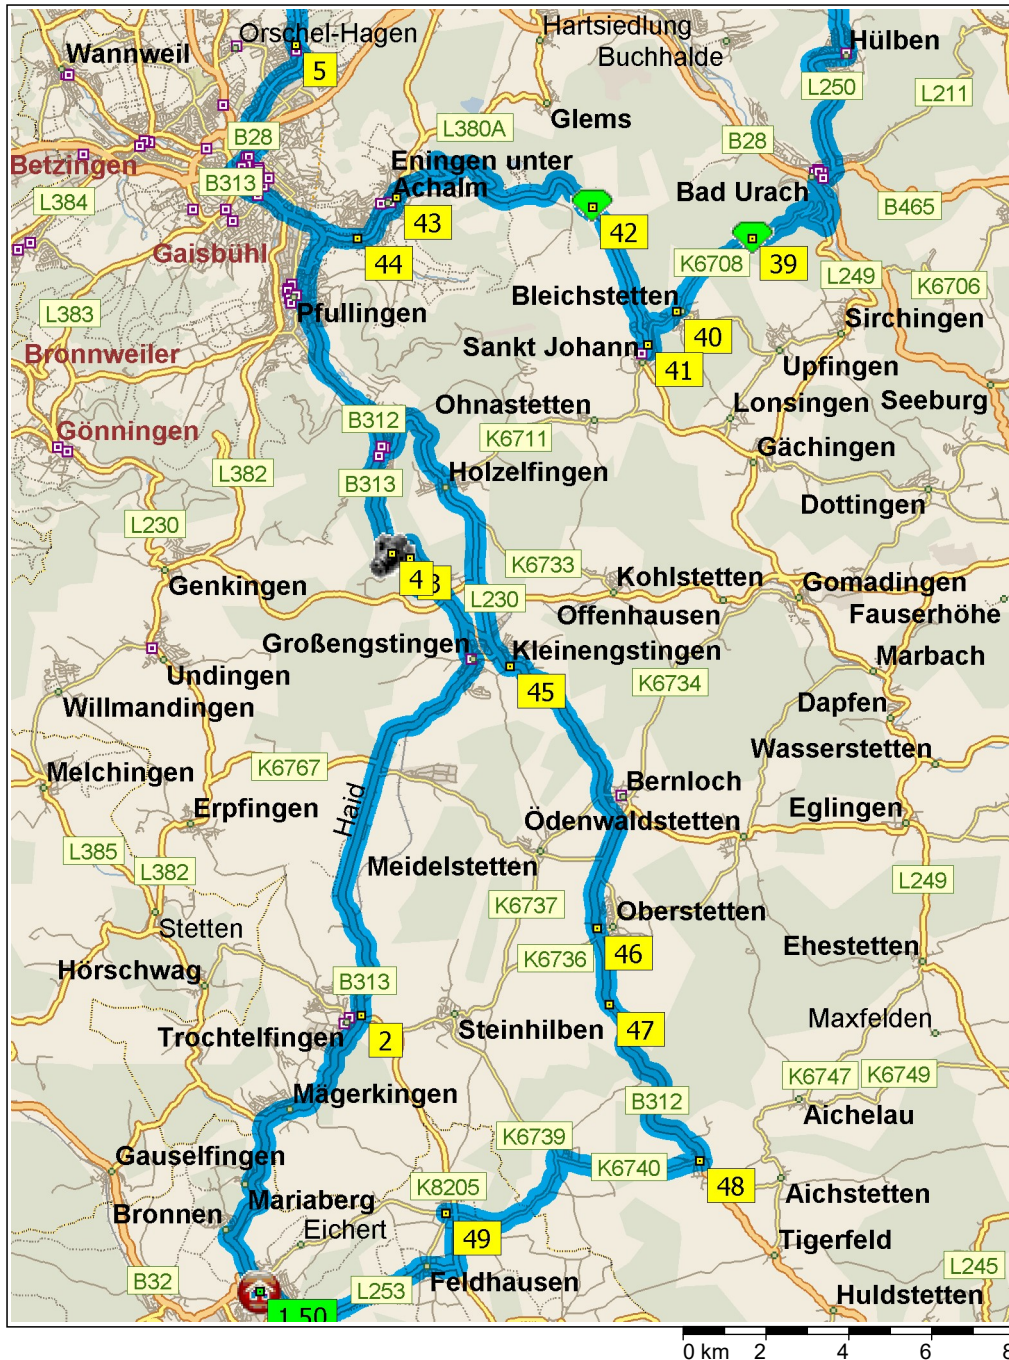 Orschel-Hagen
Hartsiedlung
Wannweil
Buchhalde
Hülben
5
L250
L211
Glems
B28
L380A
B28
Betzingen
Eningen unter
Achalm
B313
Bad Urach
L384
43
42
B465
Gaisbühl
44
K6708
39
L249
K6706
Bleichstetten
L383
Pfullingen
Sirchingen
40
Sankt Johann
Bronnweiler
41
Upfingen
Ohnastetten
Lonsingen
Seeburg
B312
Gönningen
K6711
Gächingen
L382
Holzelfingen
B313
Dottingen
L230
K6733
4
3
Genkingen
Kohlstetten
Gomadingen
L230
Offenhausen
Fauserhöhe
Großengstingen
Kleinengstingen
Marbach
Undingen
45
K6734
Willmandingen
Dapfen
Wasserstetten
K6767
Melchingen
Bernloch
Haid
Erpfingen
Ödenwaldstetten
Eglingen
L385
L382
Meidelstetten
L249
K6737
Oberstetten
Stetten
Ehestetten
46
K6736
Hörschwag
B313
47
Maxfelden
Trochtelfingen
2
Steinhilben
K6747
K6749
Mägerkingen
B312
Aichelau
K6739
Gauselfingen
K6740
K8205
48
Aichstetten
Mariaberg
Bronnen
Eichert
49
Tigerfeld
B32
Feldhausen
L245
L253
Huldstetten
1 50
0 km 2 4 6 8